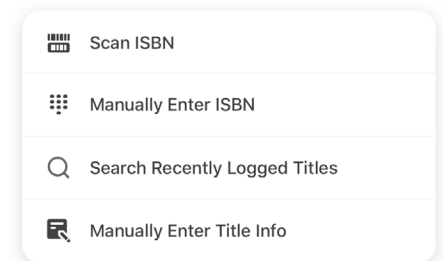 Scan ISBN
Manually Enter ISBN
Search Recently Logged Titles
Manually Enter Title Info